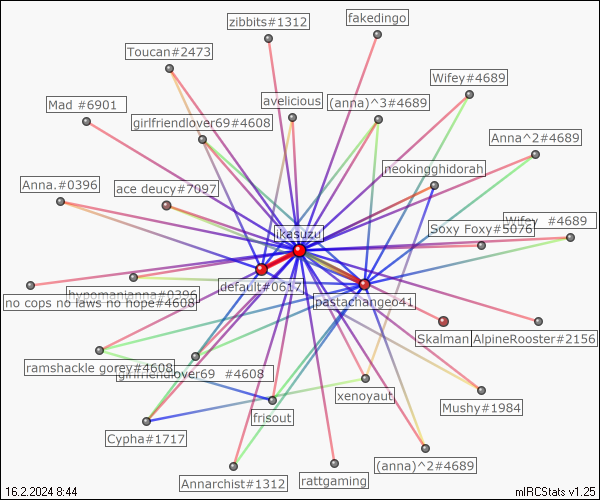 zibbits#1312
fakedingo
Toucan#2473
Wifey#4689
Mad  #6901
avelicious
(anna)^3#4689
girlfriendlover69#4608
Anna^2#4689
neokingghidorah
Anna.#0396
ace deucy#7097
Wifey  #4689
Soxy Foxy#5076
ikasuzu
default#0617
hypomanianna#0396
no cops no laws no hope#4608
pastachangeo41
Skalman
AlpineRooster#2156
ramshackle gorey#4608
girlfriendlover69  #4608
xenoyaut
Mushy#1984
frisout
Cypha#1717
(anna)^2#4689
Annarchist#1312
rattgaming
16.2.2024 8:44
mIRCStats v1.25